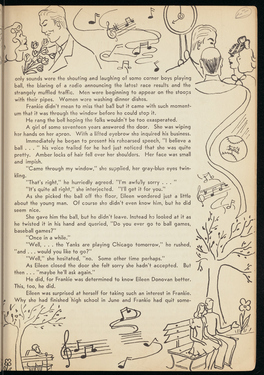 only sounds were the shouting and laughing of some corner boys playing
ball, the blaring of a radio announcing the latest race results and the
strangely muffled traffic. Men were beginning to appear on the stoops
with their pipes. Women were washing dinner dishes.
Frankie didn't mean to miss that ball but it came with such moment-
um that it was through the window before he could stop it.
He rang the bell hoping the folks wouldn't be too exasperated.
A girl of some seventeen years answered the door. She was wiping
her hands on her apron. With a lifted eyebrow she inquired his business.
Immediately he began to present his rehearsed speech, "I believe a
ball . . ." his voice trailed for he had just noticed that she was quite
pretty. Amber locks of hair fell over her shoulders. Her face was small
and impish.
"Came through my window," she supplied, her gray-blue eyes twin-
kling.
"That's right," he hurriedly agreed. "I'm awfully sorry . . ."
"It's quite all right," she interjected, "I'll get it for you."
As she picked the ball off the floor, Eileen wondered just a little
about the young man. Of course she didn't even know him, but he did
seem nice.
She gave him the ball, but he didn't leave. Instead he looked at it as
he twisted it in his hand and queried, "Do you ever go to ball games,
baseball games?"
"Once in a while."
"Well, . . . the Yanks are playing Chicago tomorrow," he rushed,
"and . . . would you like to go?"
"Well," she hesitated, "no. Some other time perhaps."
As Eileen closed the door she felt sorry she hadn't accepted. But
then . . . "maybe he'll ask again."
He did, for Frankie was determined to know Eileen Donovan better.
This, too, he did.
Eileen was surprised at herself for taking such an interest in Frankie.
Why she had finished high school in June and Frankie had quit some-